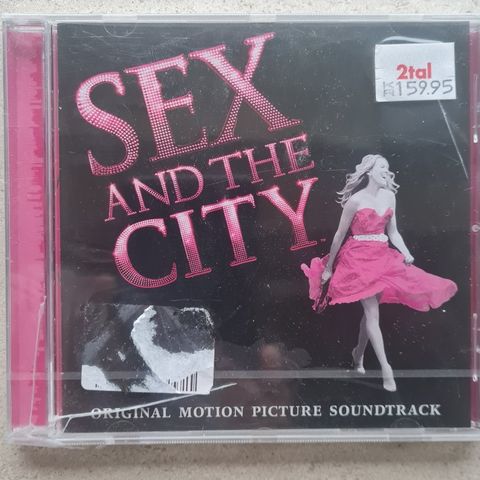 SEX
AND THE
CITY
2tal
159.95
ORIGINAL MOTION PICTURE SOUNDTRACK